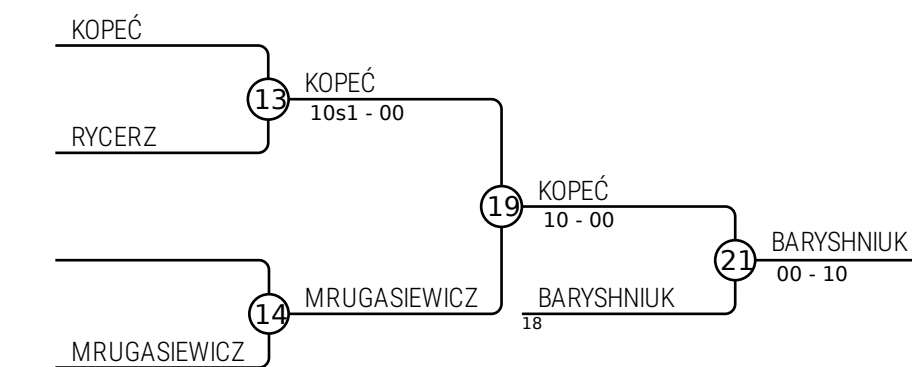 KOPEĆ
13
KOPEĆ
10s1 - 00
RYCERZ
19
KOPEĆ
10 - 00
21
BARYSHNIUK
00 - 10
14
MRUGASIEWICZ
BARYSHNIUK
18
MRUGASIEWICZ